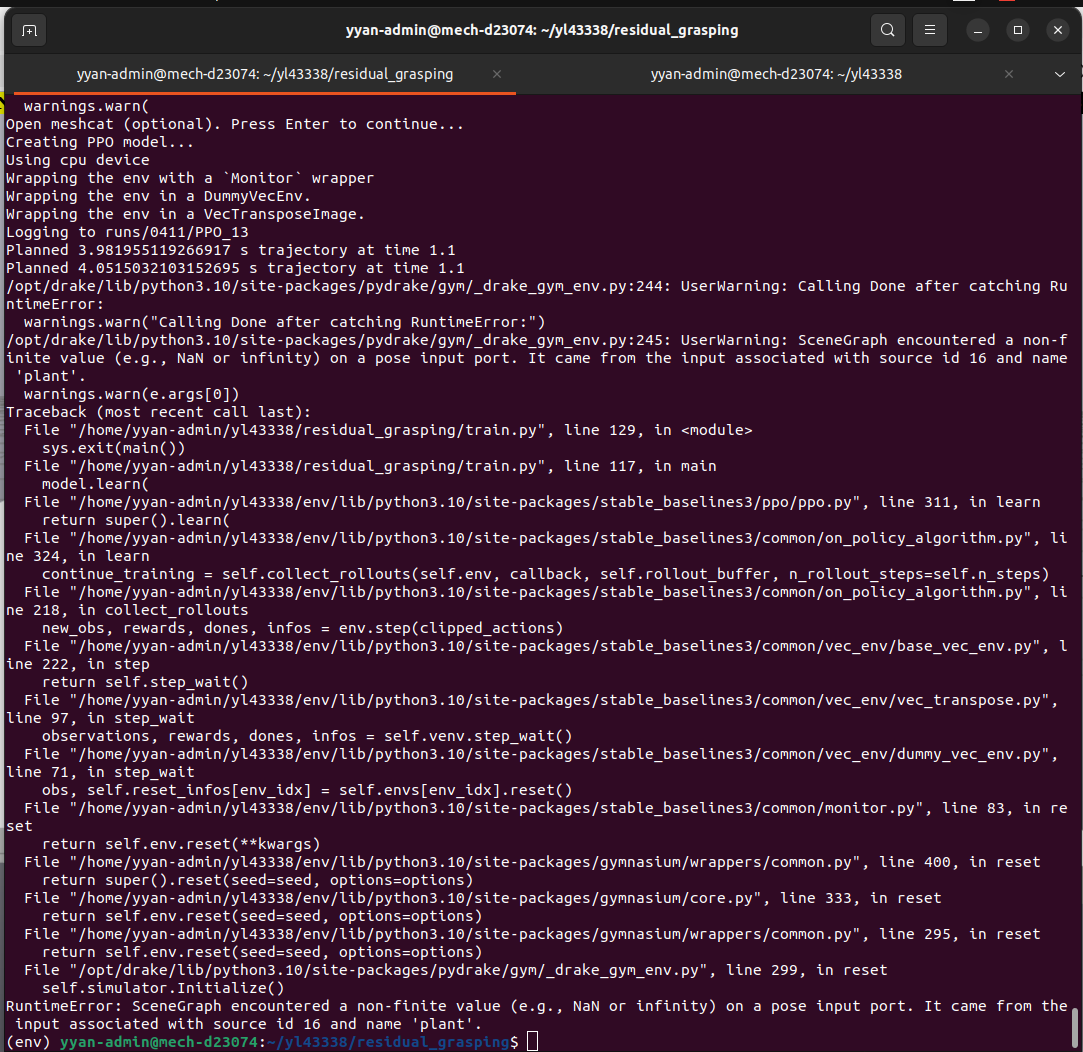 yyan-admin@mech-d23074: ~/yl43338/residual_grasping
yyan-admin@mech-d23074: ~/yl43338/residual_grasping
yyan-admin@mech-d23074: ~/yl43338
  warnings.warn(
Open meshcat (optional). Press Enter to continue...
Creating PPO model...
Using cpu device
Wrapping the env with a `Monitor` wrapper
Wrapping the env in a DummyVecEnv.
Wrapping the env in a VecTransposeImage.
Logging to runs/0411/PPO_13
Planned 3.981955119266917 s trajectory at time 1.1
Planned 4.0515032103152695 s trajectory at time 1.1
/opt/drake/lib/python3.10/site-packages/pydrake/gym/_drake_gym_env.py:244: UserWarning: Calling Done after catching Ru
ntimeError:
  warnings.warn("Calling Done after catching RuntimeError:")
/opt/drake/lib/python3.10/site-packages/pydrake/gym/_drake_gym_env.py:245: UserWarning: SceneGraph encountered a non-f
inite value (e.g., NaN or infinity) on a pose input port. It came from the input associated with source id 16 and name
 'plant'.
  warnings.warn(e.args[0])
Traceback (most recent call last):
  File "/home/yyan-admin/yl43338/residual_grasping/train.py", line 129, in <module>
    sys.exit(main())
  File "/home/yyan-admin/yl43338/residual_grasping/train.py", line 117, in main
    model.learn(
  File "/home/yyan-admin/yl43338/env/lib/python3.10/site-packages/stable_baselines3/ppo/ppo.py", line 311, in learn
    return super().learn(
  File "/home/yyan-admin/yl43338/env/lib/python3.10/site-packages/stable_baselines3/common/on_policy_algorithm.py", li
ne 324, in learn
    continue_training = self.collect_rollouts(self.env, callback, self.rollout_buffer, n_rollout_steps=self.n_steps)
  File "/home/yyan-admin/yl43338/env/lib/python3.10/site-packages/stable_baselines3/common/on_policy_algorithm.py", li
ne 218, in collect_rollouts
    new_obs, rewards, dones, infos = env.step(clipped_actions)
  File "/home/yyan-admin/yl43338/env/lib/python3.10/site-packages/stable_baselines3/common/vec_env/base_vec_env.py", l
ine 222, in step
    return self.step_wait()
  File "/home/yyan-admin/yl43338/env/lib/python3.10/site-packages/stable_baselines3/common/vec_env/vec_transpose.py",
line 97, in step_wait
    observations, rewards, dones, infos = self.venv.step_wait()
  File "/home/yyan-admin/yl43338/env/lib/python3.10/site-packages/stable_baselines3/common/vec_env/dummy_vec_env.py",
line 71, in step_wait
    obs, self.reset_infos[env_idx] = self.envs[env_idx].reset()
  File "/home/yyan-admin/yl43338/env/lib/python3.10/site-packages/stable_baselines3/common/monitor.py", line 83, in re
set
    return self.env.reset(**kwargs)
  File "/home/yyan-admin/yl43338/env/lib/python3.10/site-packages/gymnasium/wrappers/common.py", line 400, in reset
    return super().reset(seed=seed, options=options)
  File "/home/yyan-admin/yl43338/env/lib/python3.10/site-packages/gymnasium/core.py", line 333, in reset
    return self.env.reset(seed=seed, options=options)
  File "/home/yyan-admin/yl43338/env/lib/python3.10/site-packages/gymnasium/wrappers/common.py", line 295, in reset
    return self.env.reset(seed=seed, options=options)
  File "/opt/drake/lib/python3.10/site-packages/pydrake/gym/_drake_gym_env.py", line 299, in reset
    self.simulator.Initialize()
RuntimeError: SceneGraph encountered a non-finite value (e.g., NaN or infinity) on a pose input port. It came from the
 input associated with source id 16 and name 'plant'.
(env) yyan-admin@mech-d23074:~/yl43338/residual_grasping$